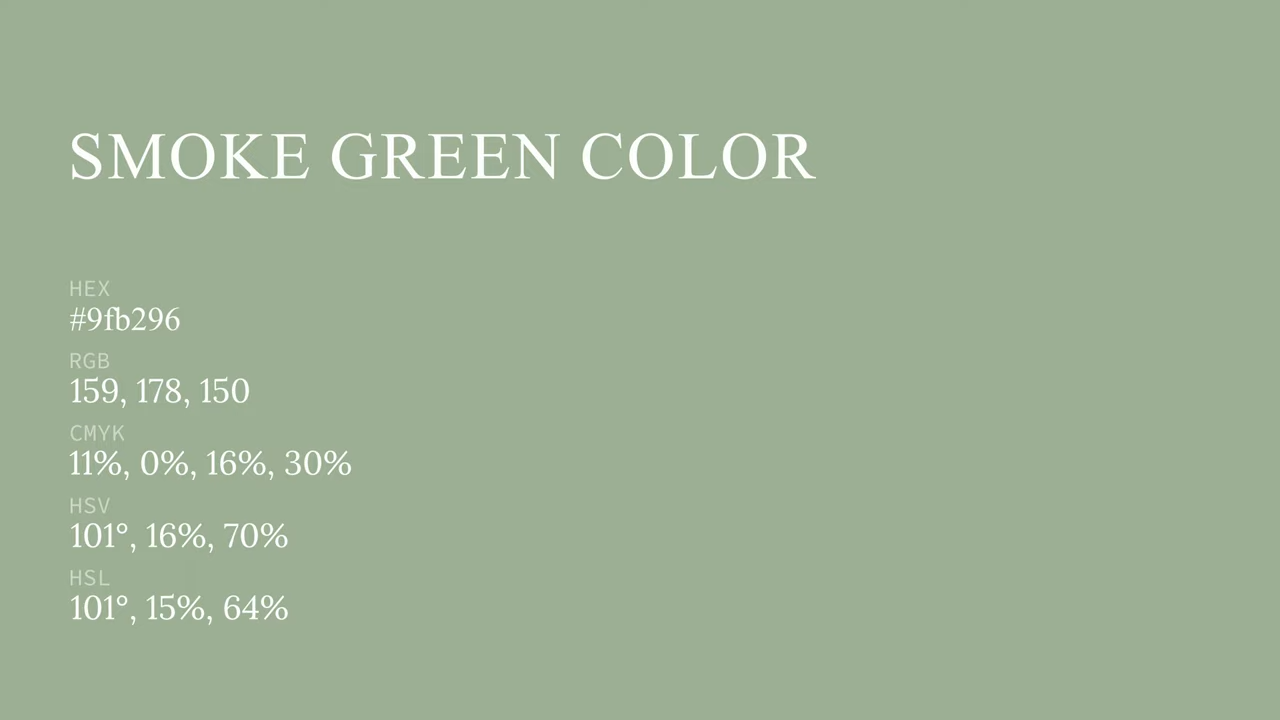 SMOKE GREEN COLOR
HEX
#9fb296
RGB
159, 178, 150
CMYK
11%, 0%, 16%, 30%
HSV
101°, 16%, 70%
HSL
101°, 15%, 64%